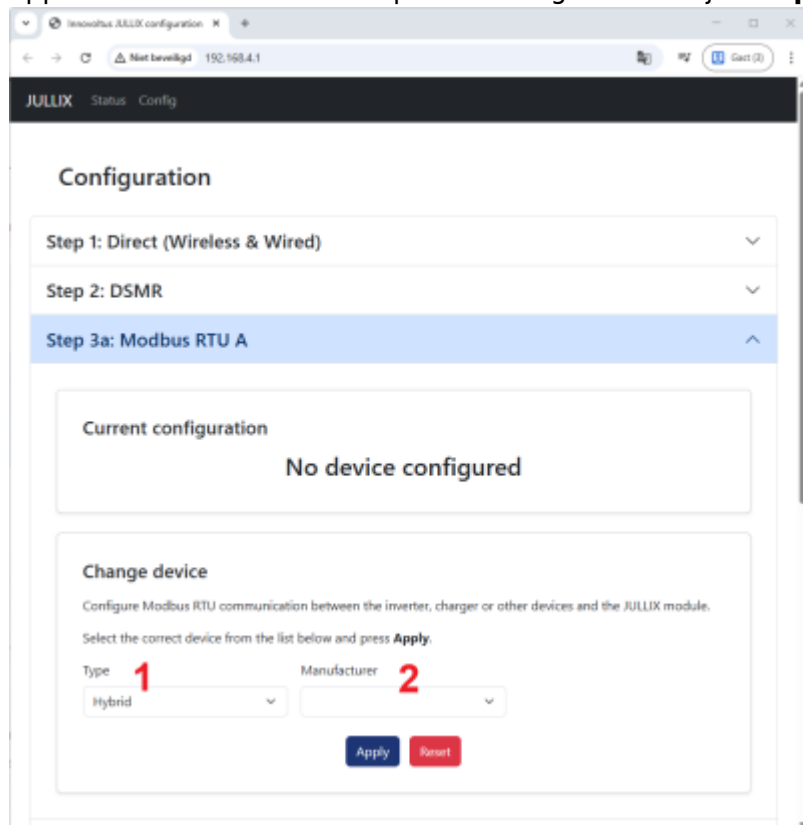 Innovoltus JULLIX configuration
Niet beveiligd 192.168.4.1 Gast (3)
JULLIX Status Config
Configuration
Step 1: Direct (Wireless & Wired)
Step 2: DSMR
Step 3a: Modbus RTU A
Current configuration
No device configured
Change device
Configure Modbus RTU communication between the inverter, charger or other devices and the JULLIX module.
Select the correct device from the list below and press Apply.
Type 1 Manufacturer 2
Hybrid
Apply Reset